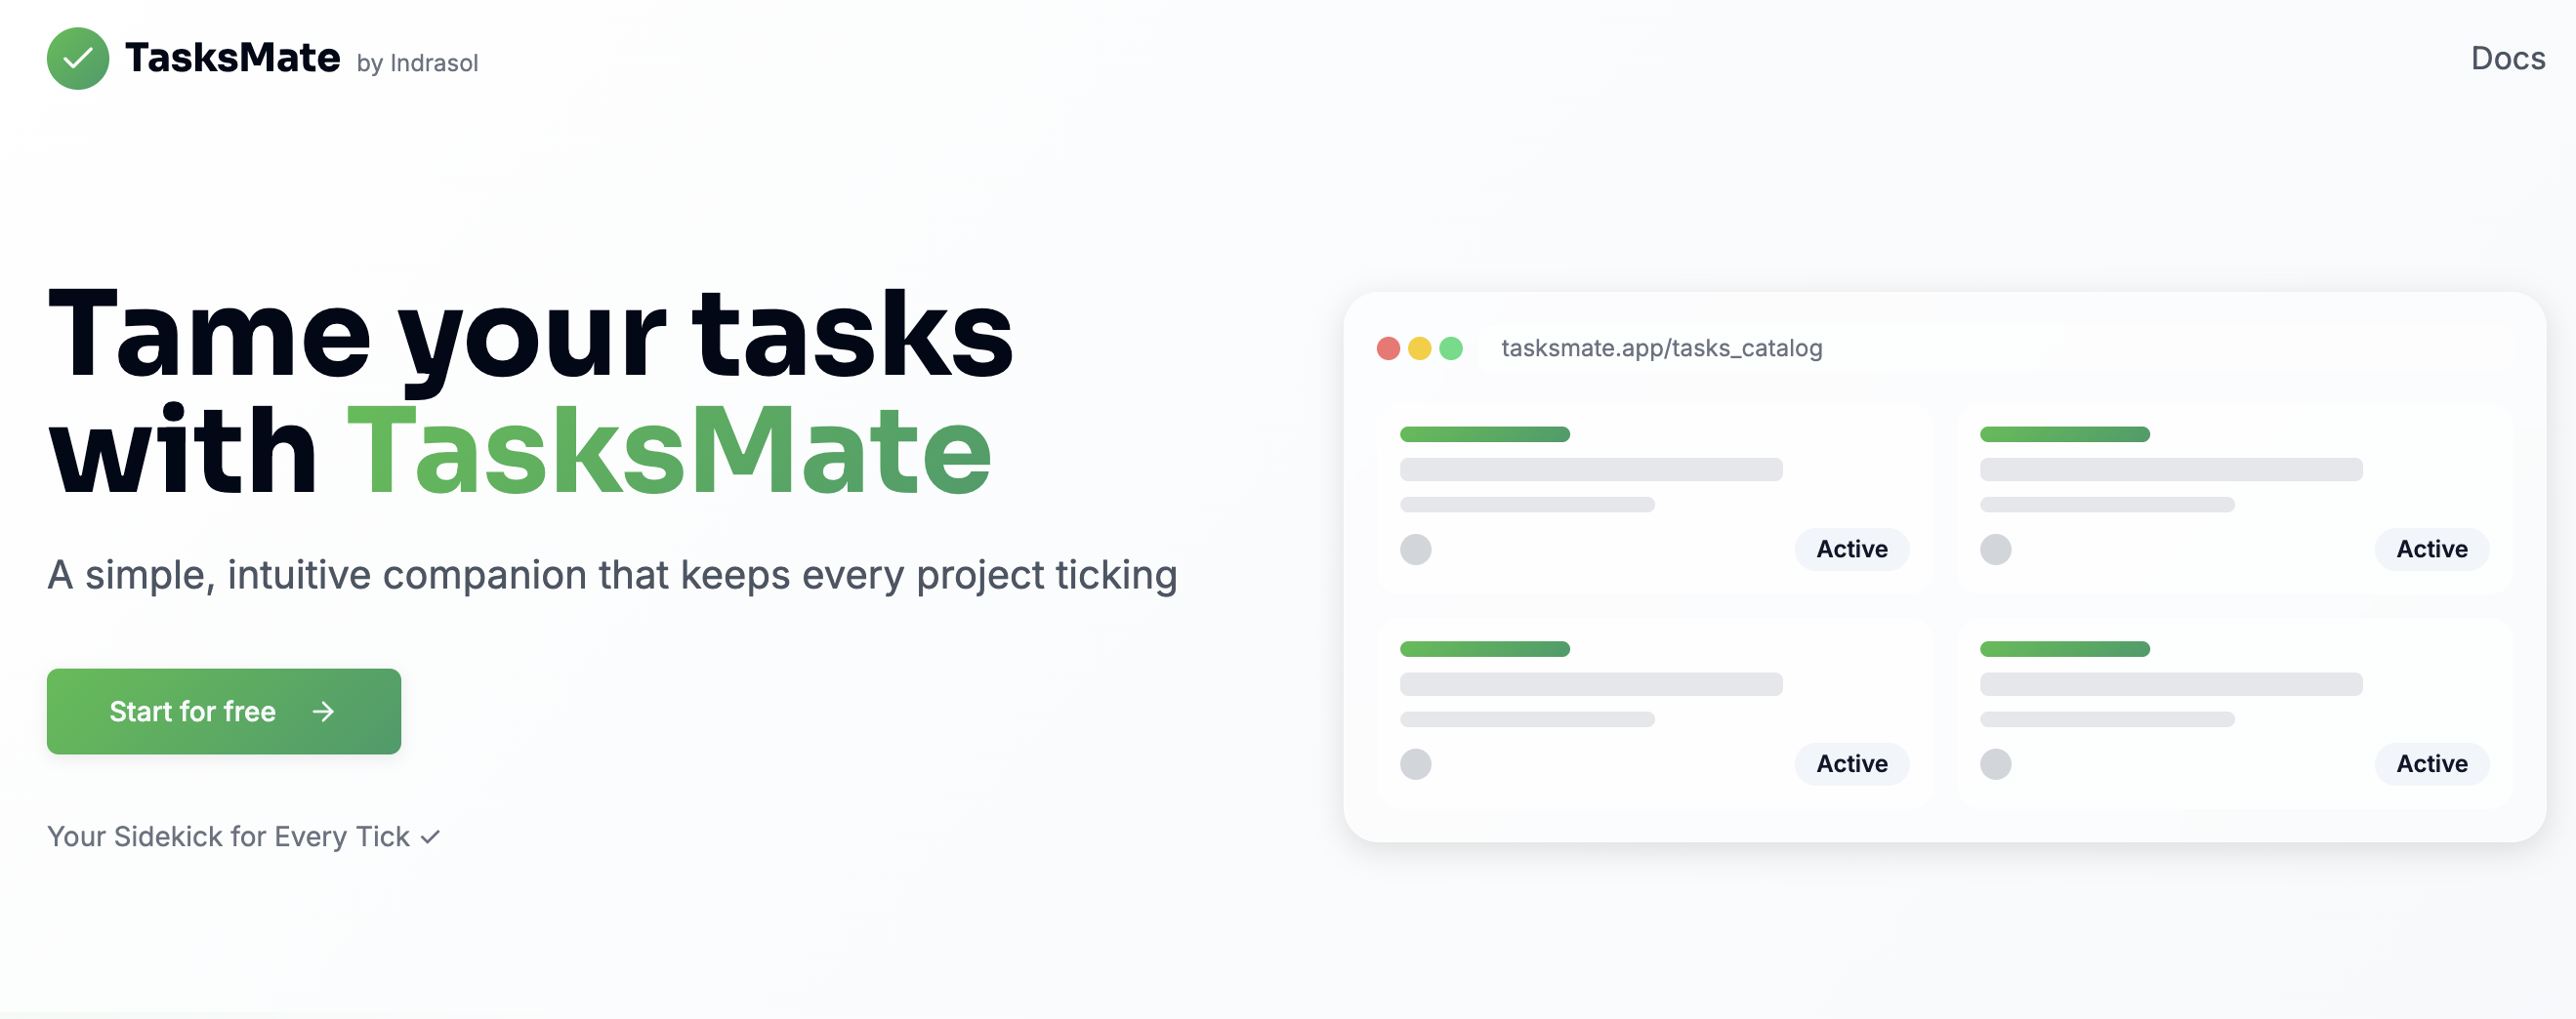 TasksMate by Indrasol
Docs
Tame your tasks
with TasksMate
A simple, intuitive companion that keeps every project ticking
Start for free →
Your Sidekick for Every Tick ✓
tasksmate.app/tasks_catalog
Active
Active
Active
Active